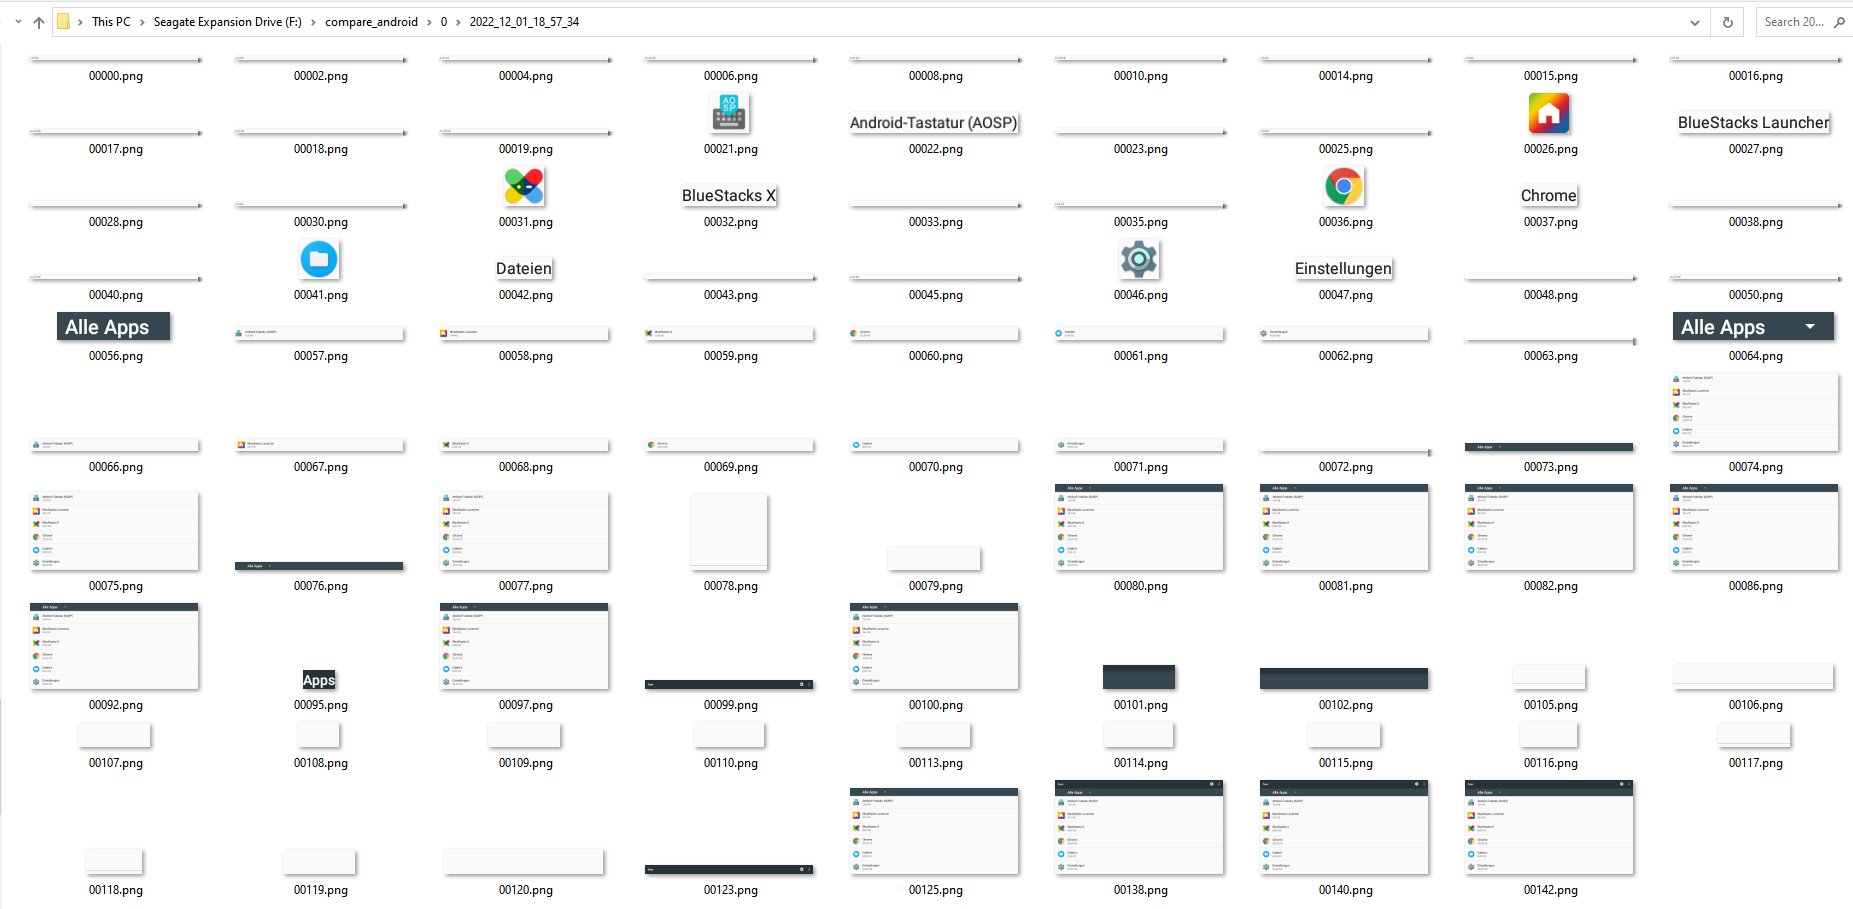 This PC > Seagate Expansion Drive (F:) > compare_android > 0 > 2022_12_01_18_57_34
Search 20...
00000.png 00002.png 00004.png 00006.png 00008.png 00010.png 00014.png 00015.png 00016.png
Android-Tastatur (AOSP) BlueStacks Launcher
00017.png 00018.png 00019.png 00021.png 00022.png 00023.png 00025.png 00026.png 00027.png
BlueStacks X Chrome
00028.png 00030.png 00031.png 00032.png 00033.png 00035.png 00036.png 00037.png 00038.png
Dateien Einstellungen
00040.png 00041.png 00042.png 00043.png 00045.png 00046.png 00047.png 00048.png 00050.png
Alle Apps Alle Apps
00056.png 00057.png 00058.png 00059.png 00060.png 00061.png 00062.png 00063.png 00064.png
00066.png 00067.png 00068.png 00069.png 00070.png 00071.png 00072.png 00073.png 00074.png
00075.png 00076.png 00077.png 00078.png 00079.png 00080.png 00081.png 00082.png 00086.png
Apps
00092.png 00095.png 00097.png 00099.png 00100.png 00101.png 00102.png 00105.png 00106.png
00107.png 00108.png 00109.png 00110.png 00113.png 00114.png 00115.png 00116.png 00117.png
00118.png 00119.png 00120.png 00123.png 00125.png 00138.png 00140.png 00142.png